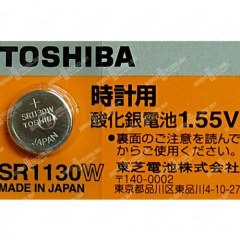 TOSHIBA
時計用
酸化銀電池1.55V
●裏面のご注意を読んで
からご使用ください。
+
SR1130W
TOSHIBA
JAPAN
SR1130W
MADE IN JAPAN
東芝電池株式会社
〒140-0002
東京都品川区東品川4-10-27